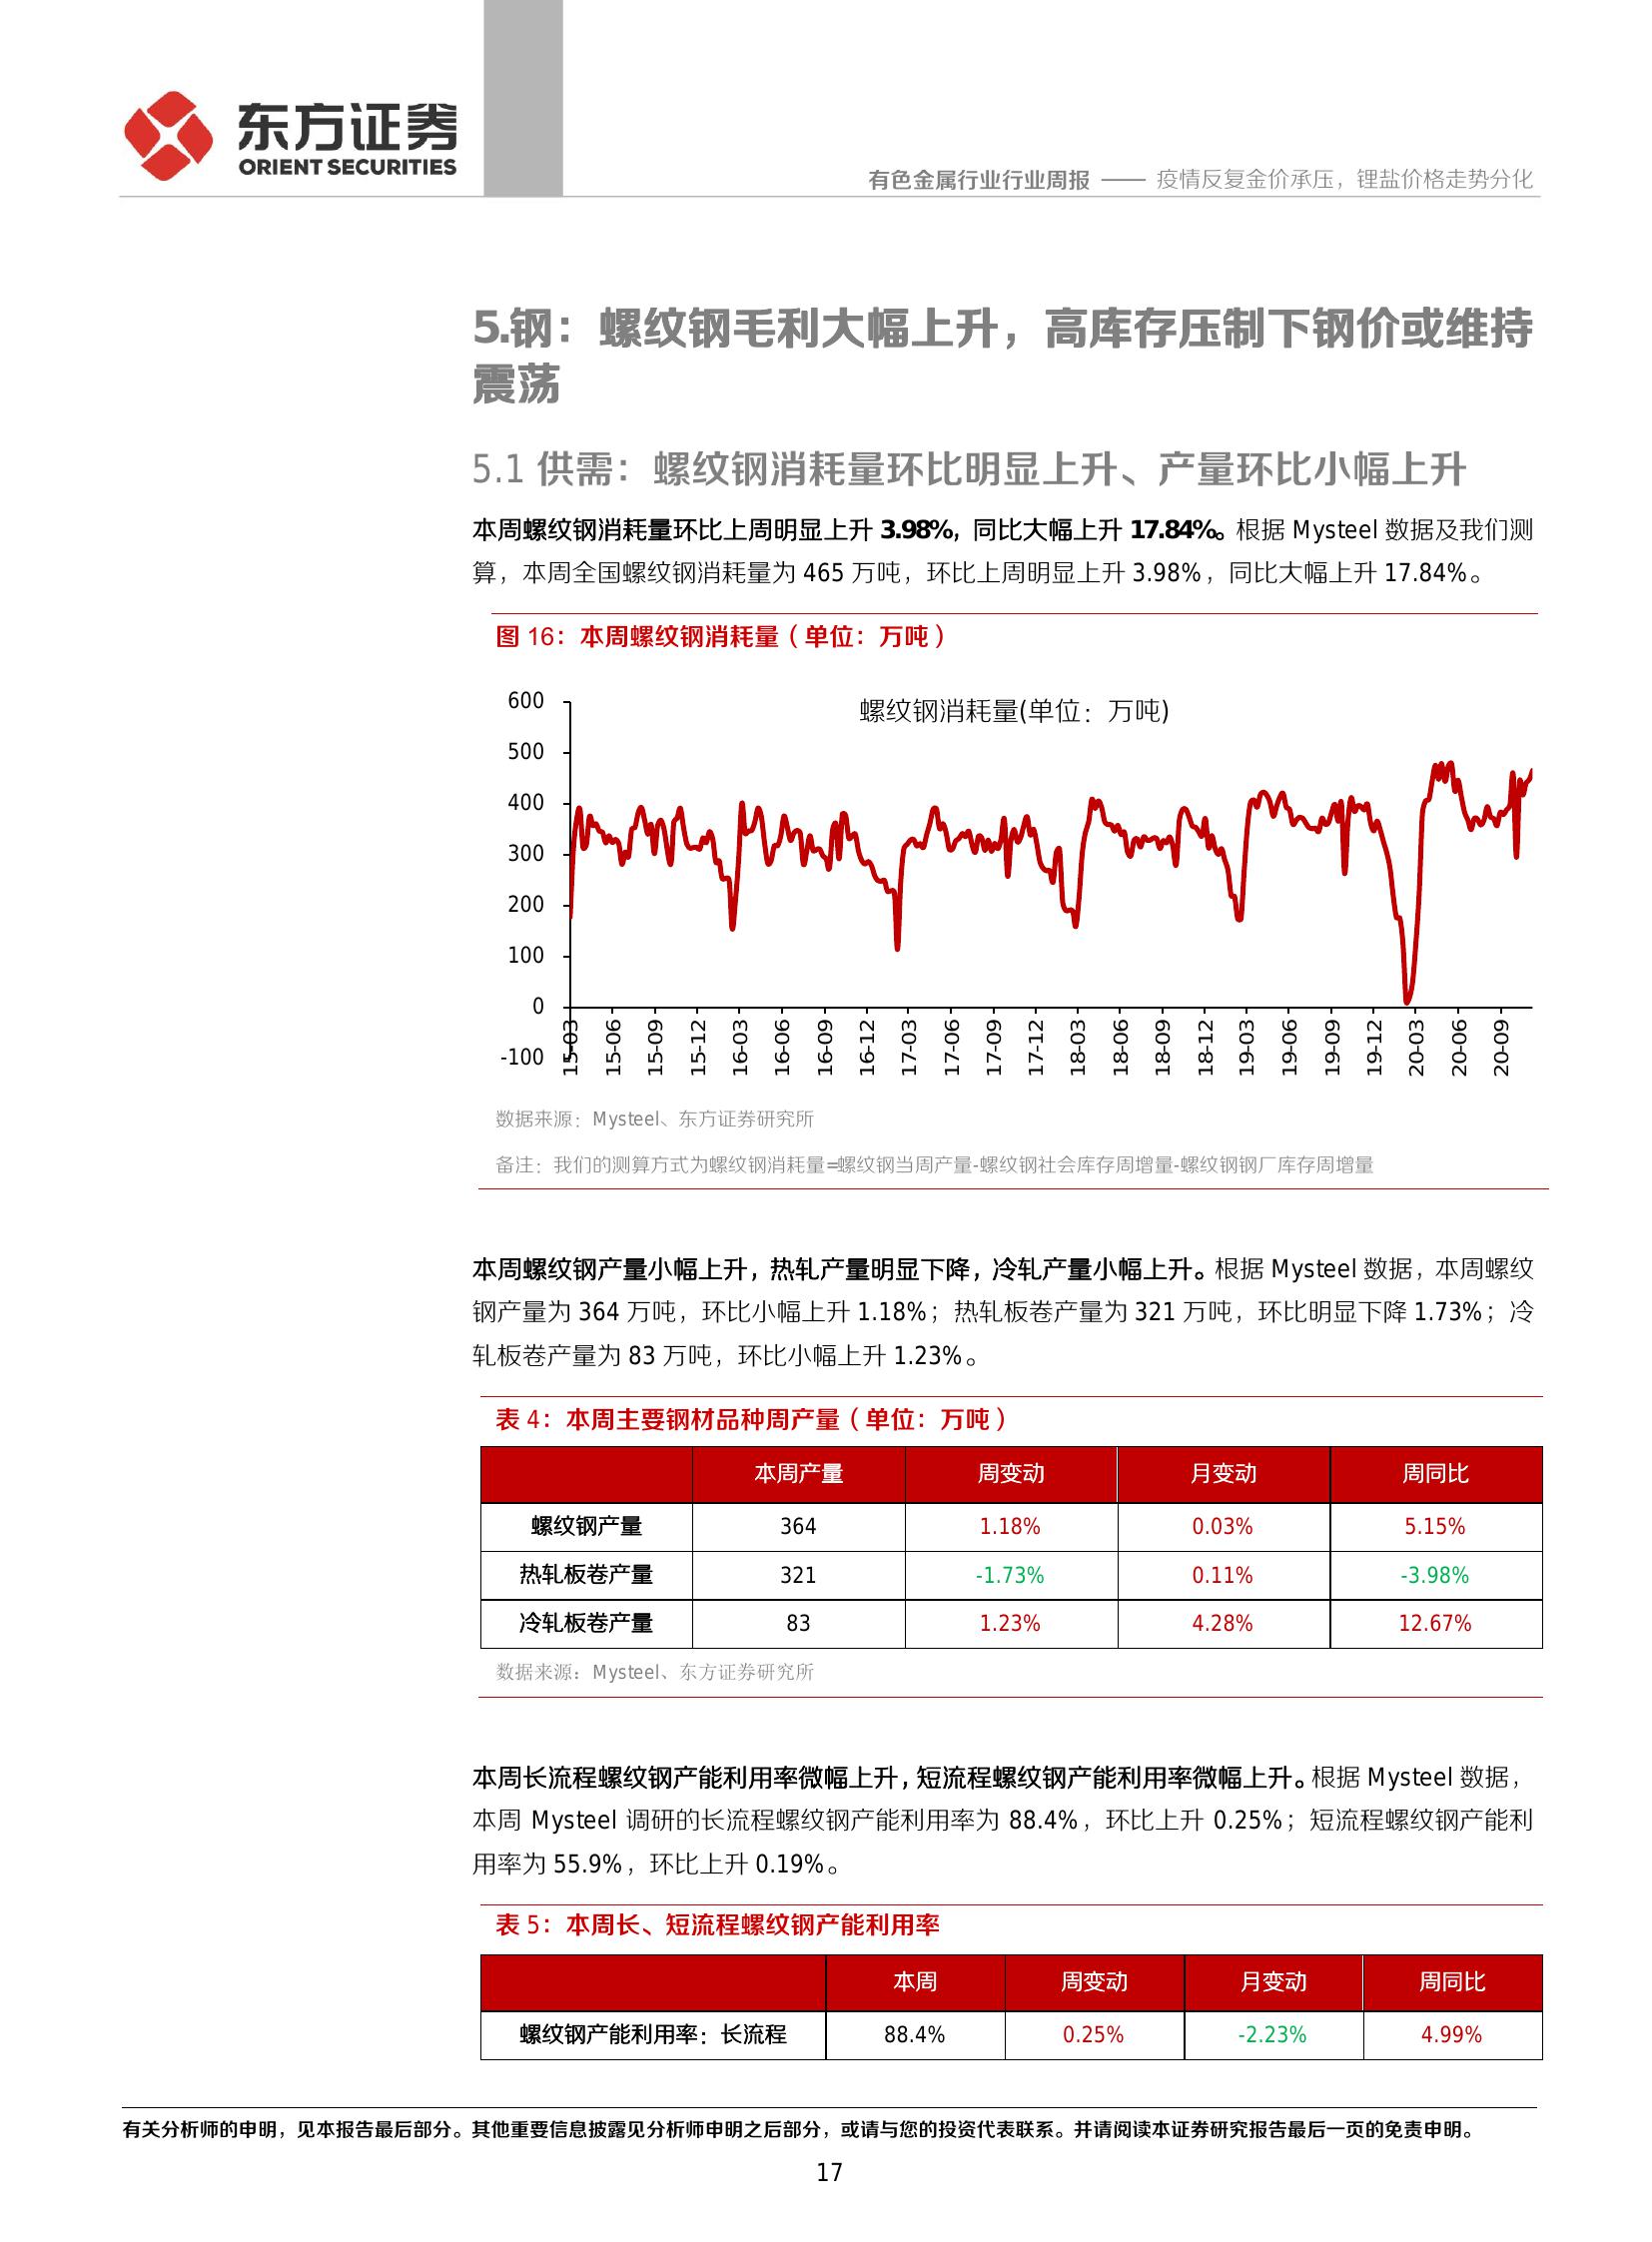 东方证券
ORIENT SECURITIES
有色金属行业行业周报 —— 疫情反复金价承压，锂盐价格走势分化
5.钢：螺纹钢毛利大幅上升，高库存压制下钢价或维持
震荡
5.1 供需：螺纹钢消耗量环比明显上升、产量环比小幅上升
本周螺纹钢消耗量环比上周明显上升 3.98%，同比大幅上升 17.84%。根据 Mysteel 数据及我们测
算，本周全国螺纹钢消耗量为 465 万吨，环比上周明显上升 3.98%，同比大幅上升 17.84%。
图 16：本周螺纹钢消耗量（单位：万吨）
螺纹钢消耗量(单位：万吨)
600
500
400
300
200
100
0
-100
15-03 15-06 15-09 15-12 16-03 16-06 16-09 16-12 17-03 17-06 17-09 17-12 18-03 18-06 18-09 18-12 19-03 19-06 19-09 19-12 20-03 20-06 20-09
数据来源：Mysteel、东方证券研究所
备注：我们的测算方式为螺纹钢消耗量=螺纹钢当周产量-螺纹钢社会库存周增量-螺纹钢钢厂库存周增量
本周螺纹钢产量小幅上升，热轧产量明显下降，冷轧产量小幅上升。根据 Mysteel 数据，本周螺纹
钢产量为 364 万吨，环比小幅上升 1.18%；热轧板卷产量为 321 万吨，环比明显下降 1.73%；冷
轧板卷产量为 83 万吨，环比小幅上升 1.23%。
表 4：本周主要钢材品种周产量（单位：万吨）
本周产量 周变动 月变动 周同比
螺纹钢产量 364 1.18% 0.03% 5.15%
热轧板卷产量 321 -1.73% 0.11% -3.98%
冷轧板卷产量 83 1.23% 4.28% 12.67%
数据来源：Mysteel、东方证券研究所
本周长流程螺纹钢产能利用率微幅上升，短流程螺纹钢产能利用率微幅上升。根据 Mysteel 数据，
本周 Mysteel 调研的长流程螺纹钢产能利用率为 88.4%，环比上升 0.25%；短流程螺纹钢产能利
用率为 55.9%，环比上升 0.19%。
表 5：本周长、短流程螺纹钢产能利用率
本周 周变动 月变动 周同比
螺纹钢产能利用率：长流程 88.4% 0.25% -2.23% 4.99%
有关分析师的申明，见本报告最后部分。其他重要信息披露见分析师申明之后部分，或请与您的投资代表联系。并请阅读本证券研究报告最后一页的免责申明。
17